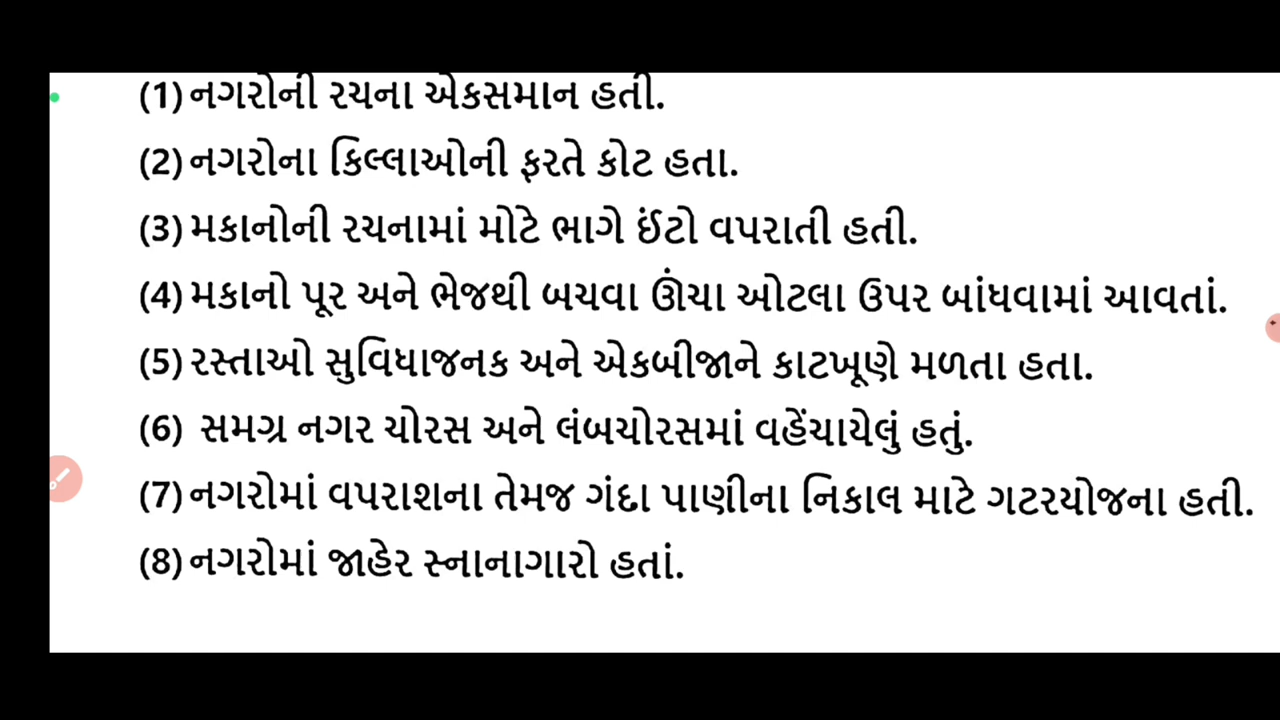 (1) નગરોની રચના એકસમાન હતી.
(2) નગરોના કિલ્લાઓની ફરતે કોટ હતા.
(3) મકાનોની રચનામાં મોટે ભાગે ઈંટો વપરાતી હતી.
(4) મકાનો પૂર અને ભેજથી બચવા ઊંચા ઓટલા ઉપર બાંધવામાં આવતાં.
(5) રસ્તાઓ સુવિધાજનક અને એકબીજાને કાટખૂણે મળતા હતા.
(6) સમગ્ર નગર ચોરસ અને લંબચોરસમાં વહેંચાયેલું હતું.
(7) નગરોમાં વપરાશના તેમજ ગંદા પાણીના નિકાલ માટે ગટરયોજના હતી.
(8) નગરોમાં જાહેર સ્નાનાગારો હતાં.